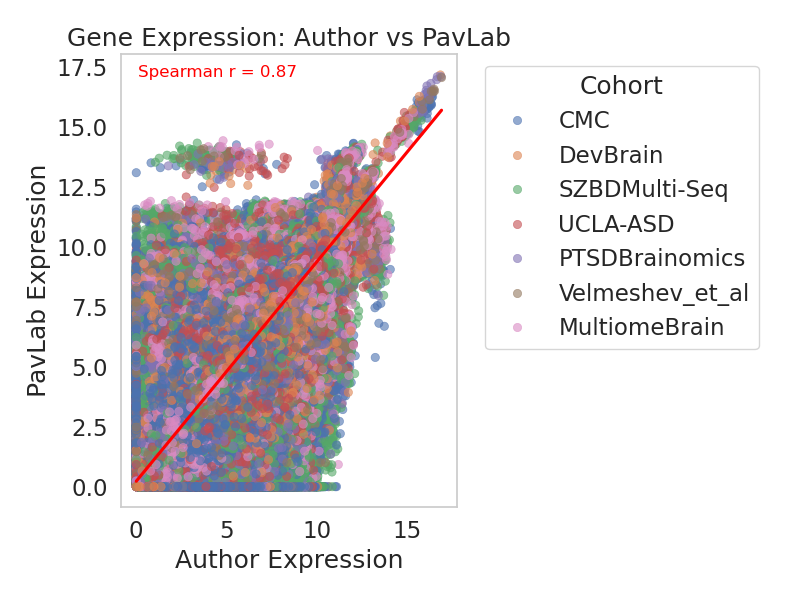 Gene Expression: Author vs PavLab
Spearman r = 0.87
17.5
15.0
12.5
10.0
7.5
5.0
2.5
0.0
PavLab Expression
0
5
10
15
Author Expression
Cohort
CMC
DevBrain
SZBDMulti-Seq
UCLA-ASD
PTSDBrainomics
Velmeshev_et_al
MultiomeBrain